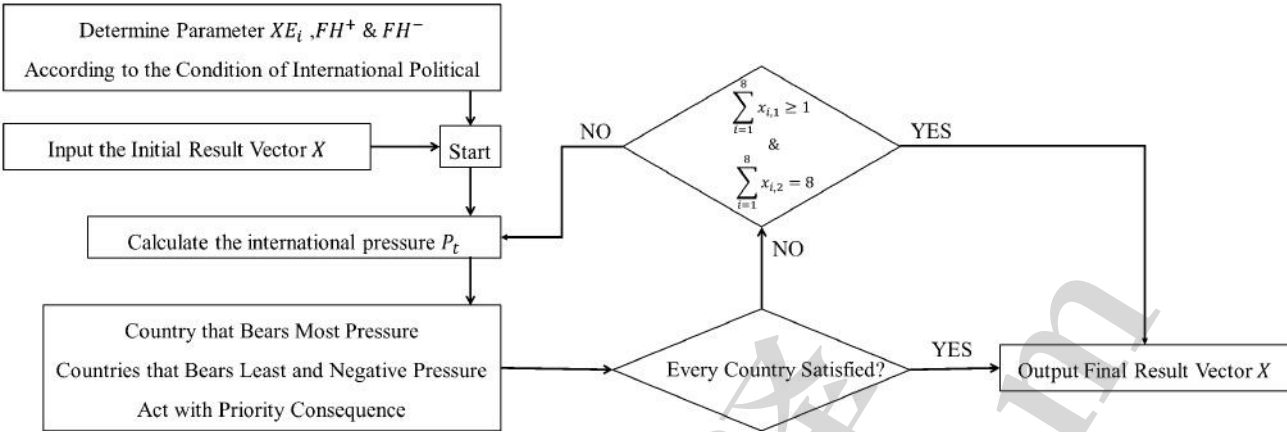 Determine Parameter XEᵢ ,FH⁺ & FH⁻
According to the Condition of International Political
Input the Initial Result Vector X
Start
Calculate the international pressure Pₜ
Country that Bears Most Pressure
Countries that Bears Least and Negative Pressure
Act with Priority Consequence
Every Country Satisfied?
NO
YES
∑_{i=1}^{8} x_{i,1} ≥ 1
&
∑_{i=1}^{8} x_{i,2} = 8
NO
YES
Output Final Result Vector X